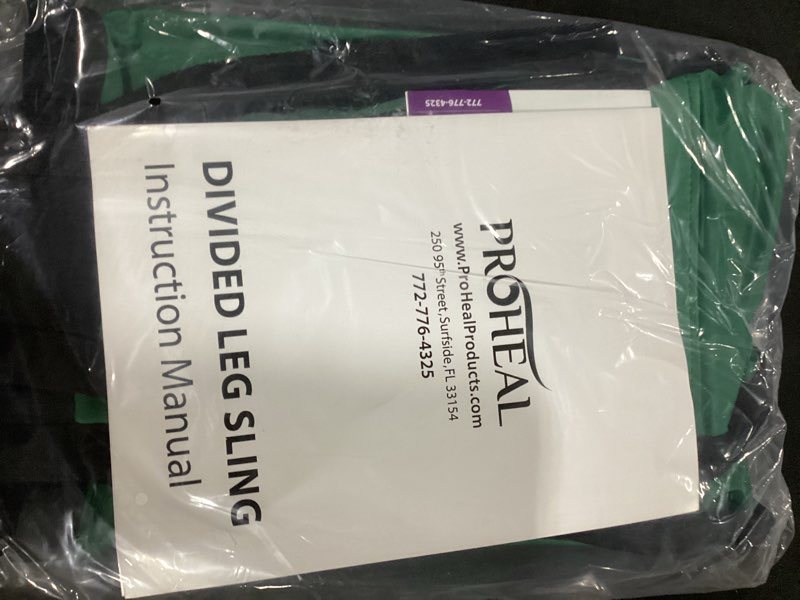 772-776-4325
PROHEAL
www.ProHealProducts.com
250 95th Street, Surfside, FL 33154
772-776-4325
DIVIDED LEG SLING
Instruction Manual